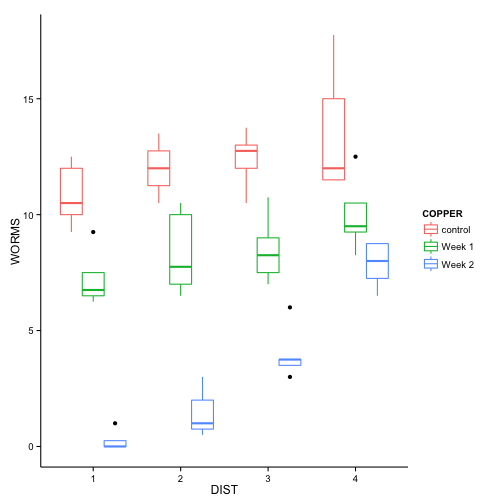 15
10
5
0
WORMS
1 2 3 4
DIST
COPPER
control
Week 1
Week 2